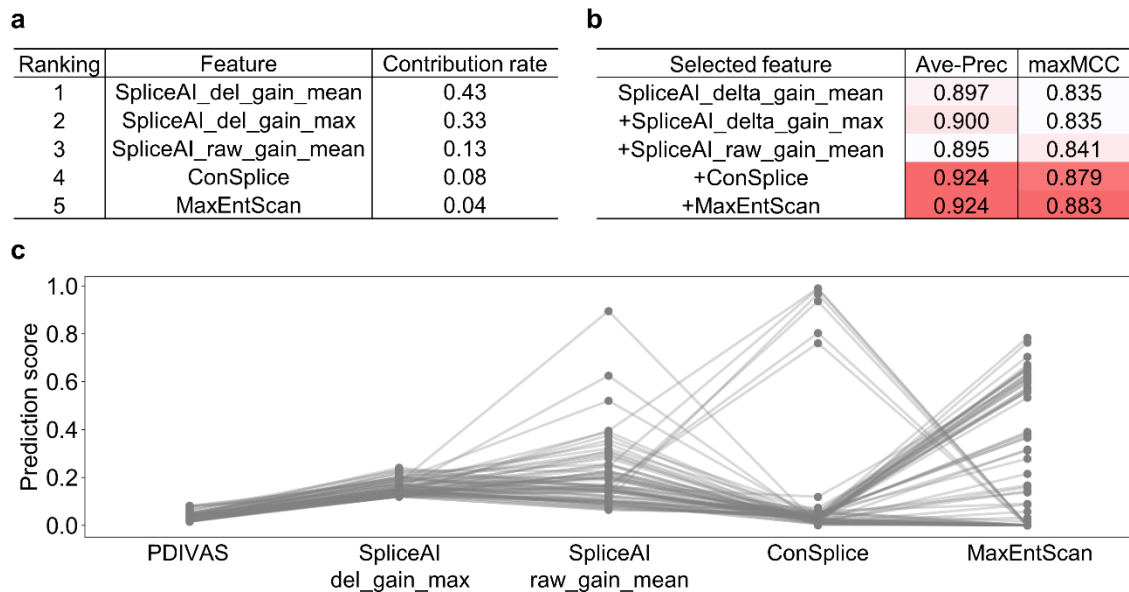 a
Ranking Feature Contribution rate
1 SpliceAI_del_gain_mean 0.43
2 SpliceAI_del_gain_max 0.33
3 SpliceAI_raw_gain_mean 0.13
4 ConSplice 0.08
5 MaxEntScan 0.04
b
Selected feature Ave-Prec maxMCC
SpliceAI_delta_gain_mean 0.897 0.835
+SpliceAI_delta_gain_max 0.900 0.835
+SpliceAI_raw_gain_mean 0.895 0.841
+ConSplice 0.924 0.879
+MaxEntScan 0.924 0.883
c
Prediction score
1.0
0.8
0.6
0.4
0.2
0.0
PDIVAS SpliceAI SpliceAI ConSplice MaxEntScan
del_gain_max raw_gain_mean